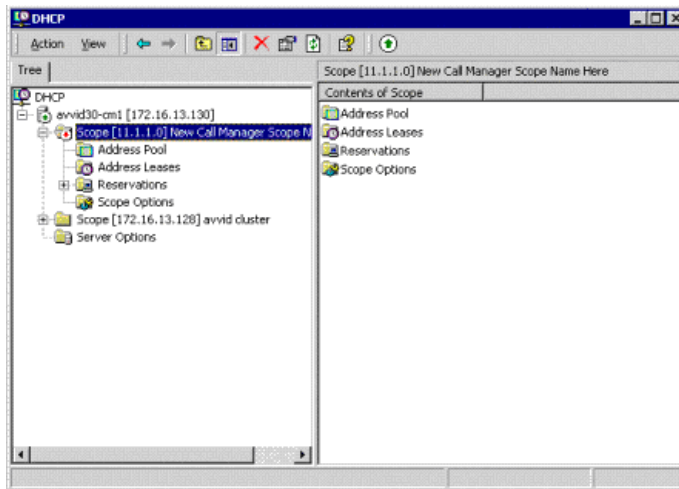 DHCP
Action View
Tree
Scope [11.1.1.0] New Call Manager Scope Name Here
DHCP
avvid30-cm1 [172.16.13.130]
Scope [11.1.1.0] New Call Manager Scope N
Address Pool
Address Leases
Reservations
Scope Options
Scope [172.16.13.128] avvid cluster
Server Options
Contents of Scope
Address Pool
Address Leases
Reservations
Scope Options